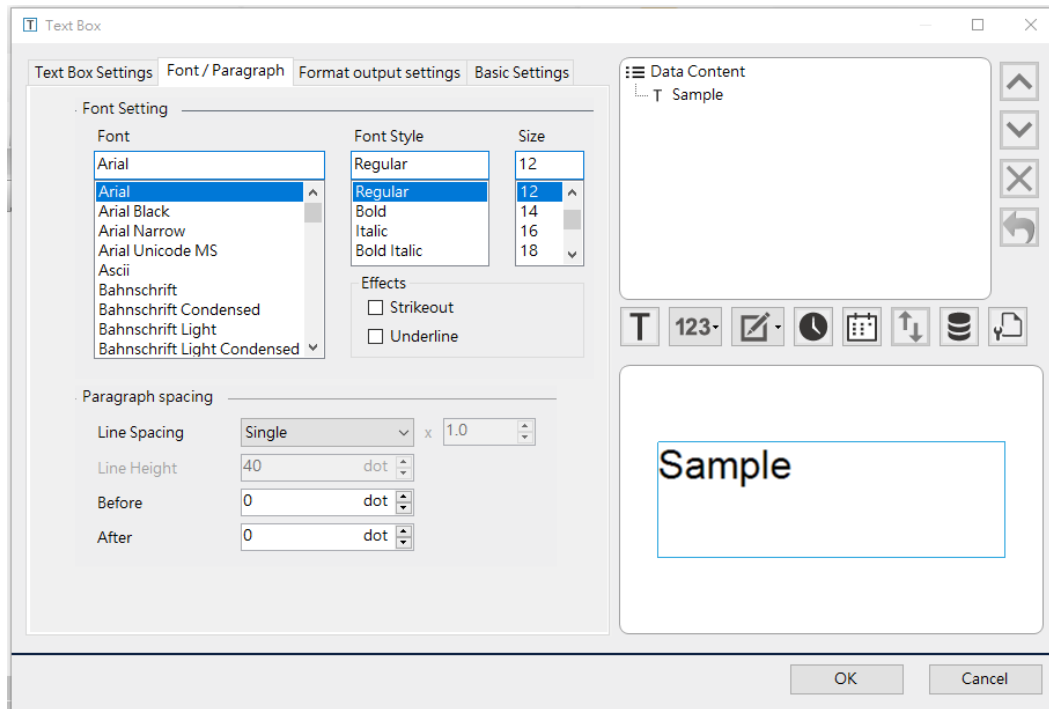 Text Box
Text Box Settings Font / Paragraph Format output settings Basic Settings
Font Setting
Font Font Style Size
Arial Regular 12
Arial
Arial Black
Arial Narrow
Arial Unicode MS
Ascii
Bahnschrift
Bahnschrift Condensed
Bahnschrift Light
Bahnschrift Light Condensed
Regular
Bold
Italic
Bold Italic
12
14
16
18
Effects
Strikeout
Underline
Paragraph spacing
Line Spacing Single x 1.0
Line Height 40 dot
Before 0 dot
After 0 dot
Data Content
T Sample
T 123
Sample
OK Cancel